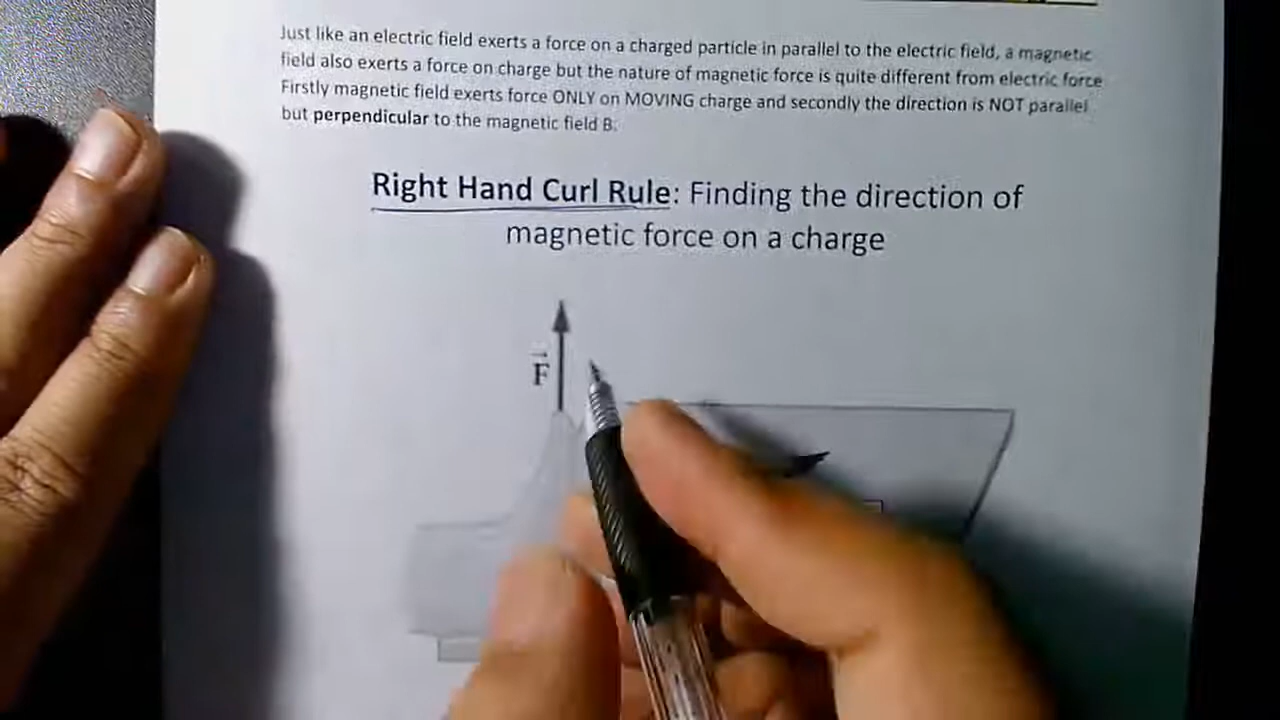 Just like an electric field exerts a force on a charged particle in parallel to the electric field, a magnetic
field also exerts a force on charge but the nature of magnetic force is quite different from electric force
Firstly magnetic field exerts force ONLY on MOVING charge and secondly the direction is NOT parallel
but perpendicular to the magnetic field B.
Right Hand Curl Rule: Finding the direction of
magnetic force on a charge
F